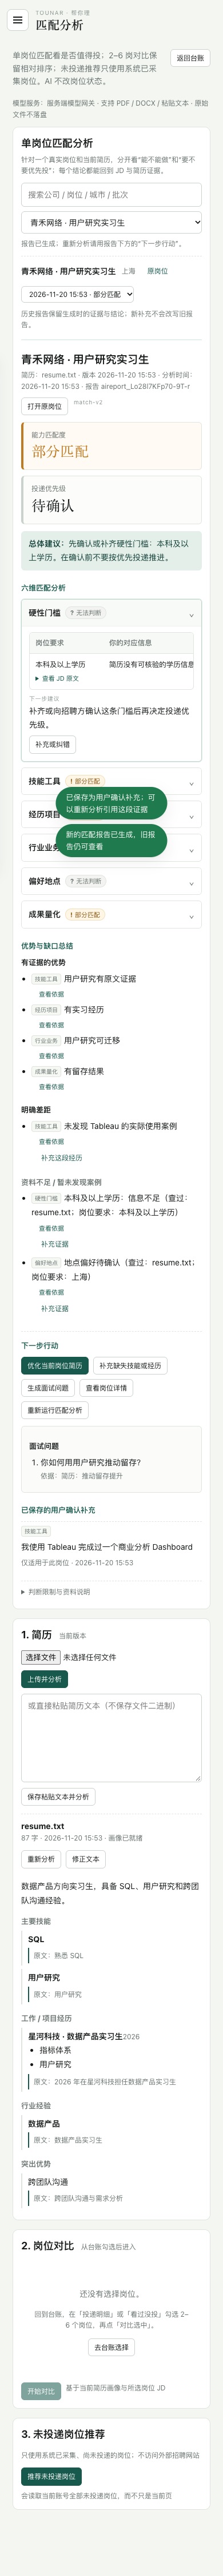 TOUNAR · 帮你理
匹配分析
单岗位匹配看是否值得投；2–6 岗对比保留相对排序；未投递推荐只使用系统已采集岗位。AI 不改岗位状态。
返回台账
模型服务：服务端模型网关 · 支持 PDF / DOCX / 粘贴文本 · 原始文件不落盘
单岗位匹配分析
针对一个真实岗位和当前简历，分开看“能不能做”和“要不要优先投”；每个结论都能回到 JD 与简历证据。
搜索公司 / 岗位 / 城市 / 批次
青禾网络 · 用户研究实习生
报告已生成；重新分析请用报告下方的“下一步行动”。
青禾网络 · 用户研究实习生 上海 原岗位
2026-11-20 15:53 · 部分匹配
历史报告保留生成时的证据与结论；新补充不会改写旧报告。
青禾网络 · 用户研究实习生
简历：resume.txt · 版本 2026-11-20 15:53 · 分析时间：2026-11-20 15:53 · 报告 aireport_Lo28I7KFp70-9T-r
打开原岗位
match-v2
能力匹配度
部分匹配
投递优先级
待确认
总体建议：先确认或补齐硬性门槛：本科及以上学历。在确认前不要按优先投递推进。
六维匹配分析
硬性门槛 ? 无法判断
岗位要求 你的对应信息
本科及以上学历 简历没有可核验的学历信息
查看 JD 原文
下一步建议
补齐或向招聘方确认这条门槛后再决定投递优先级。
补充或纠错
技能工具 ! 部分匹配
已保存为用户确认补充；可以重新分析引用这段证据
经历项目
新的匹配报告已生成，旧报告仍可查看
行业业务
偏好地点 ? 无法判断
成果量化 ! 部分匹配
优势与缺口总结
有证据的优势
技能工具 用户研究有原文证据
查看依据
经历项目 有实习经历
查看依据
行业业务 用户研究可迁移
查看依据
成果量化 有留存结果
查看依据
明确差距
技能工具 未发现 Tableau 的实际使用案例
查看依据
补充这段经历
资料不足 / 暂未发现案例
硬性门槛 本科及以上学历：信息不足（查过：resume.txt；岗位要求：本科及以上学历）
查看依据
补充证据
偏好地点 地点偏好待确认（查过：resume.txt；岗位要求：上海）
查看依据
补充证据
下一步行动
优化当前岗位简历
补充缺失技能或经历
生成面试问题
查看岗位详情
重新运行匹配分析
面试问题
1. 你如何用用户研究推动留存？
依据：简历：推动留存提升
已保存的用户确认补充
技能工具
我使用 Tableau 完成过一个商业分析 Dashboard
仅适用于此岗位 · 2026-11-20 15:53
判断限制与资料说明
1. 简历 当前版本
选择文件 未选择任何文件
上传并分析
或直接粘贴简历文本（不保存文件二进制）
保存粘贴文本并分析
resume.txt
87 字 · 2026-11-20 15:53 · 画像已就绪
重新分析
修正文本
数据产品方向实习生，具备 SQL、用户研究和跨团队沟通经验。
主要技能
SQL
原文：熟悉 SQL
用户研究
原文：用户研究
工作 / 项目经历
星河科技 · 数据产品实习生2026
指标体系
用户研究
原文：2026 年在星河科技担任数据产品实习生
行业经验
数据产品
原文：数据产品实习生
突出优势
跨团队沟通
原文：跨团队沟通与需求分析
2. 岗位对比 从台账勾选后进入
还没有选择岗位。
回到台账，在「投递明细」或「看过没投」勾选 2–6 个岗位，再点「对比选中」。
去台账选择
开始对比
基于当前简历画像与所选岗位 JD
3. 未投递岗位推荐
只使用系统已采集、尚未投递的岗位；不访问外部招聘网站
推荐未投递岗位
会读取当前账号全部未投递岗位，而不只是当前页